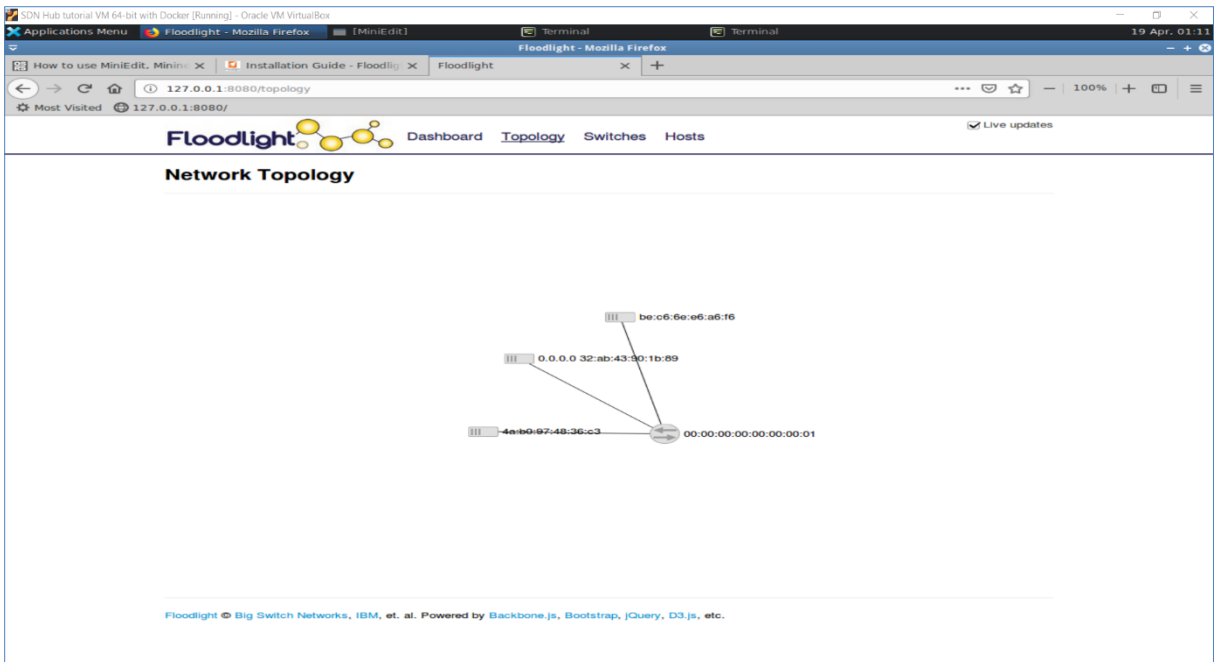 SDN Hub tutorial VM 64-bit with Docker [Running] - Oracle VM VirtualBox
Applications Menu Floodlight - Mozilla Firefox [MiniEdit] Terminal Terminal 19 Apr, 01:11
Floodlight - Mozilla Firefox
How to use MiniEdit, Minin Installation Guide - Floodlig Floodlight
127.0.0.1:8080/topology 100%
Most Visited 127.0.0.1:8080/
Floodlight Dashboard Topology Switches Hosts Live updates
Network Topology
be:c6:6e:e6:a6:f6
0.0.0.0 32:ab:43:90:1b:89
4a:b0:97:48:36:c3
00:00:00:00:00:00:00:01
Floodlight © Big Switch Networks, IBM, et. al. Powered by Backbone.js, Bootstrap, jQuery, D3.js, etc.